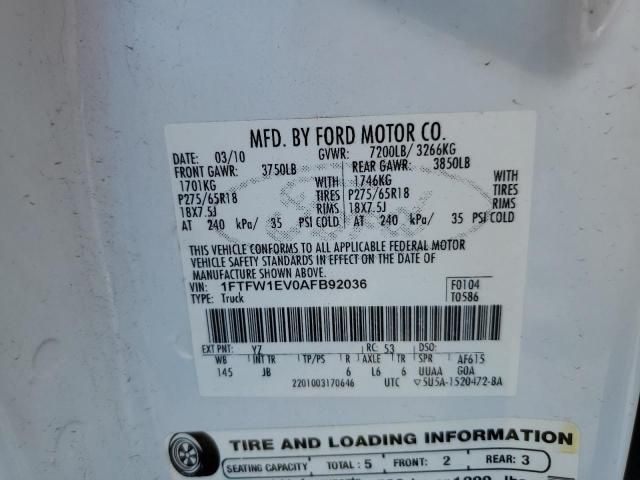 MFD. BY FORD MOTOR CO.
DATE: 03/10 GVWR: 7200LB/ 3266KG
FRONT GAWR: 3750LB REAR GAWR: 3850LB
1701KG WITH 1746KG WITH
P275/65R18 TIRES P275/65R18 TIRES
18X7.5J RIMS 18X7.5J RIMS
AT 240 kPa/ 35 PSI COLD AT 240 kPa/ 35 PSI COLD
THIS VEHICLE CONFORMS TO ALL APPLICABLE FEDERAL MOTOR
VEHICLE SAFETY STANDARDS IN EFFECT ON THE DATE OF
MANUFACTURE SHOWN ABOVE.
VIN: 1FTFW1EV0AFB92036 F0104
TYPE: Truck T0586
EXT PNT: YZ RC: 53 DSO:
WB INT TR TP/PS R AXLE TR SPR AF615
145 JB 6 L6 6 UUAA GOA
2201003170646 UTC ▽5U5A-1520472-BA
TIRE AND LOADING INFORMATION
SEATING CAPACITY TOTAL: 5 FRONT: 2 REAR: 3